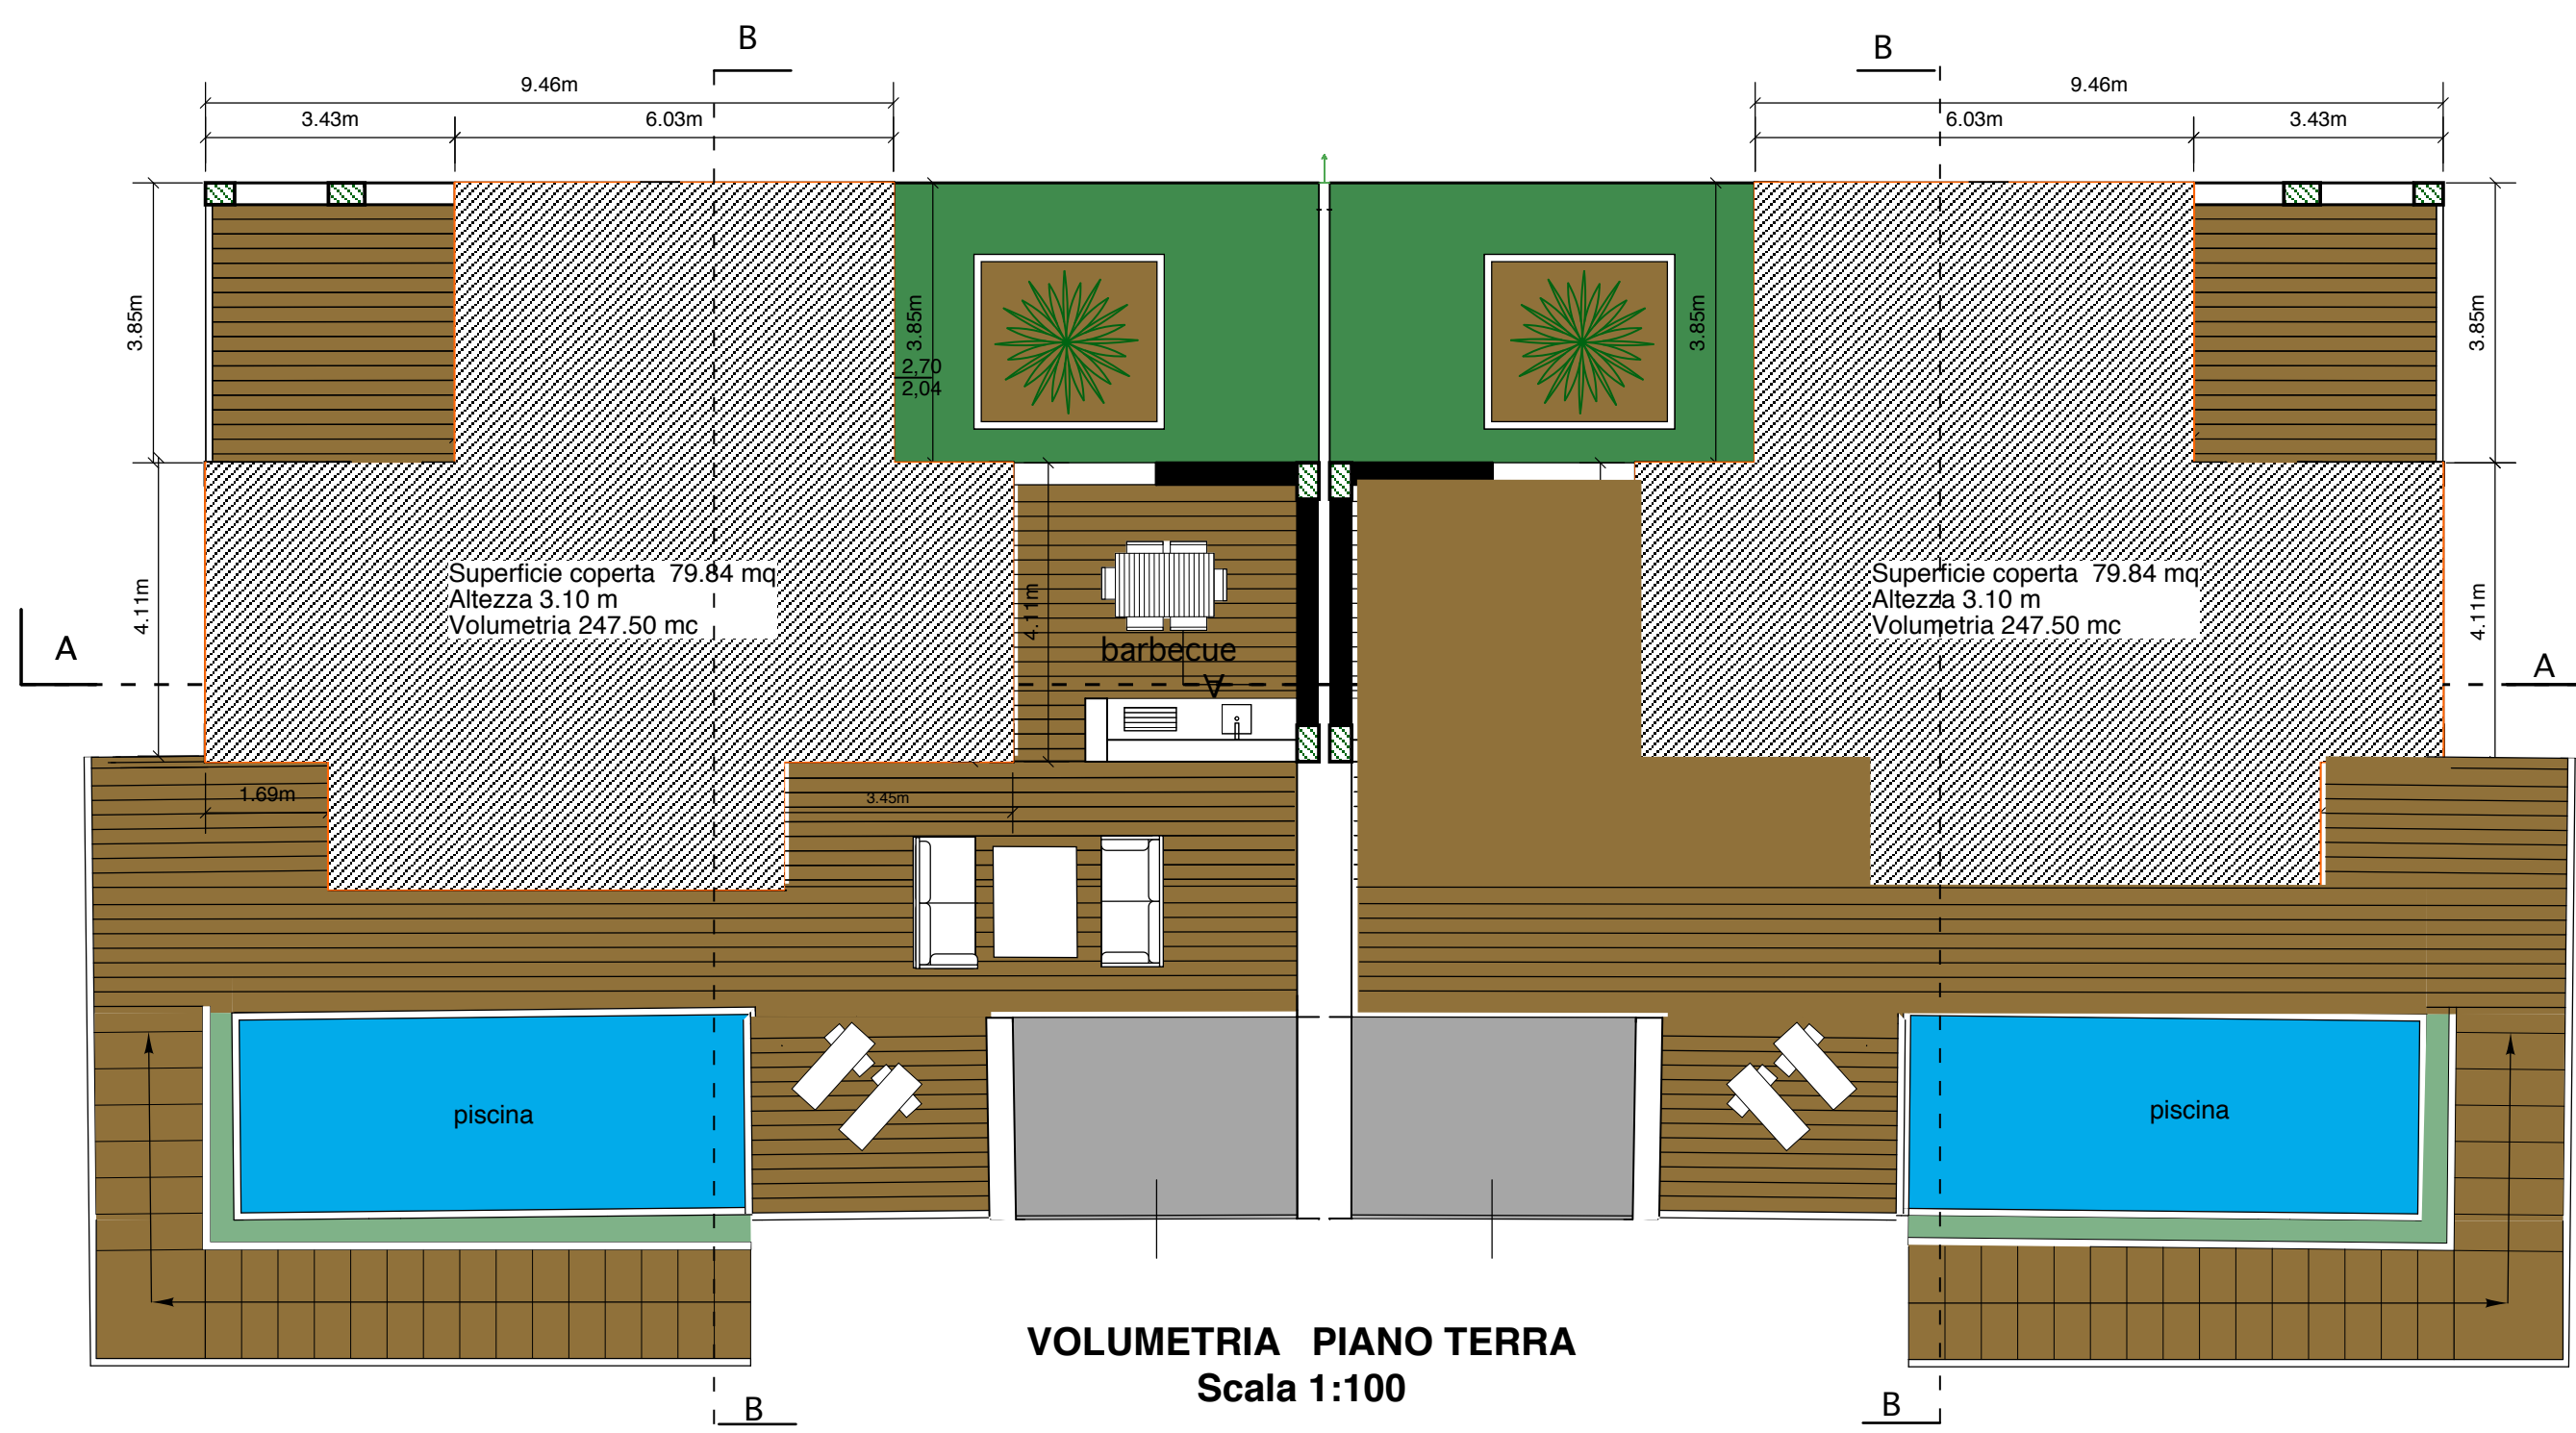 B
B
9.46m
9.46m
3.43m
6.03m
6.03m
3.43m
3.85m
3.85m
3.85m
3.85m
2,70
2,04
Superficie coperta 79.84 mq
Altezza 3.10 m
Volumetria 247.50 mc
Superficie coperta 79.84 mq
Altezza 3.10 m
Volumetria 247.50 mc
4.11m
4.11m
4.11m
A
barbecue
A
A
1.69m
3.45m
piscina
piscina
VOLUMETRIA PIANO TERRA
Scala 1:100
B
B